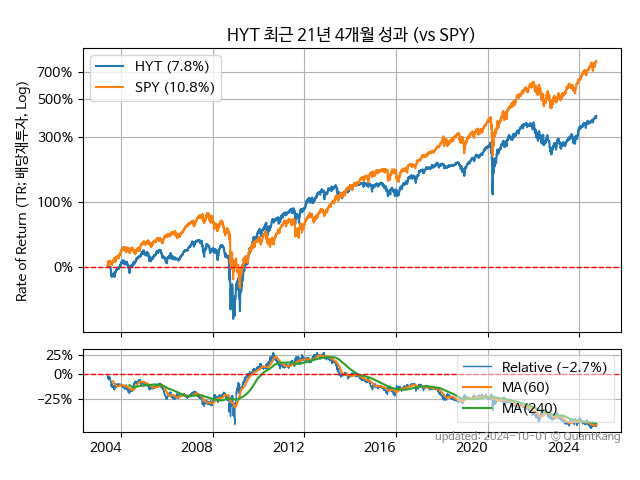 HYT 최근 21년 4개월 성과 (vs SPY)
HYT (7.8%)
SPY (10.8%)
Rate of Return (TR: 배당재투자, Log)
700%
500%
300%
100%
0%
25%
0%
−25%
Relative (−2.7%)
MA(60)
MA(240)
2004
2008
2012
2016
2020
2024
updated: 2024-10-01 © QuantKang